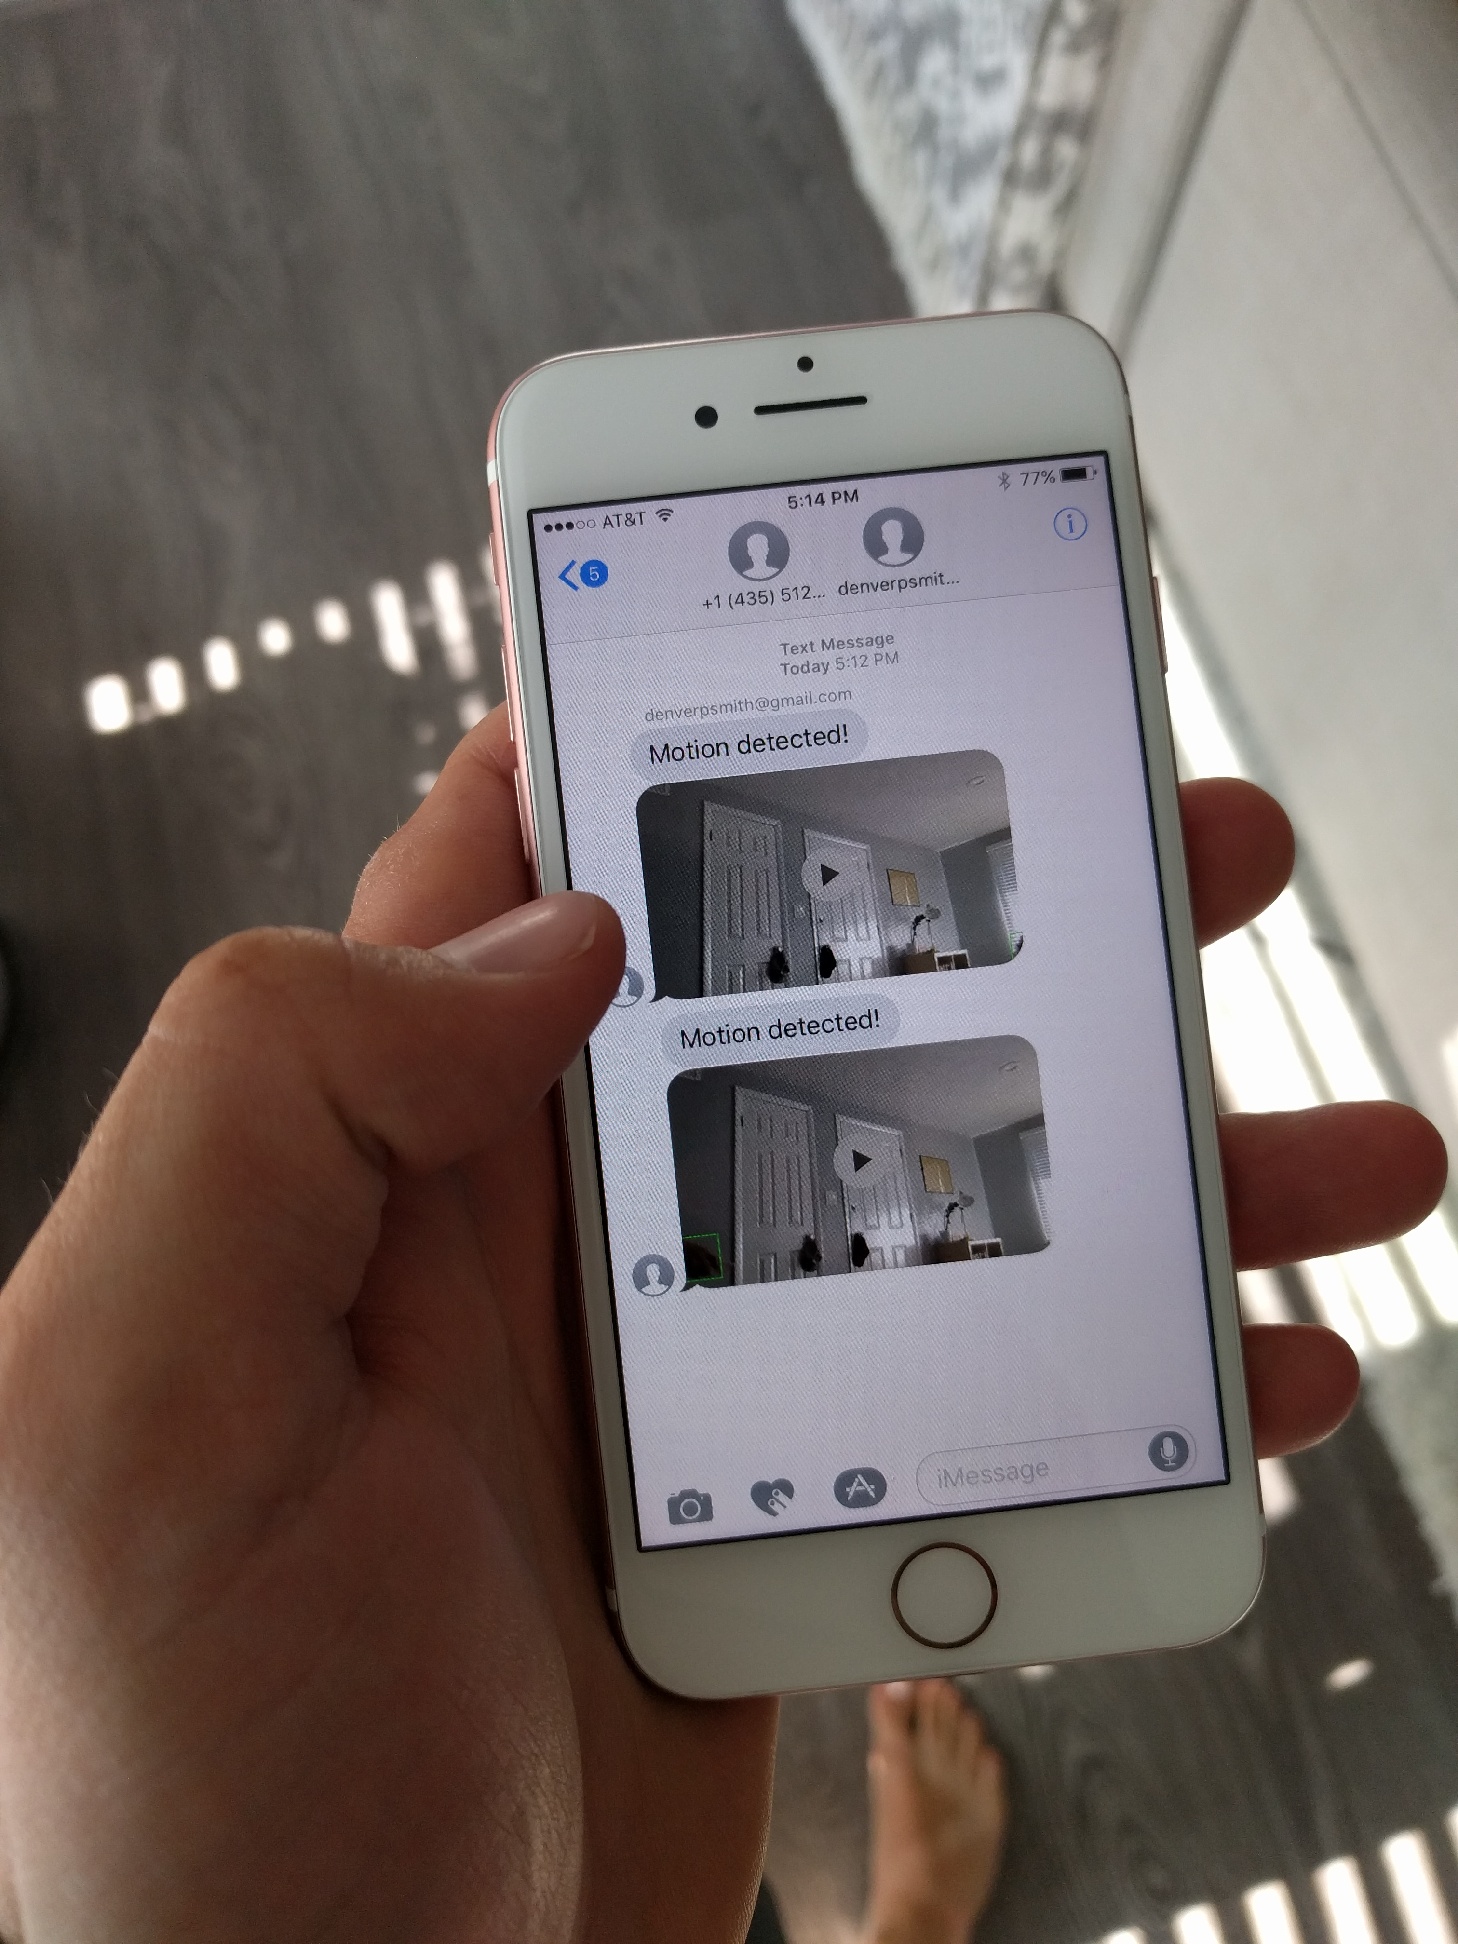 AT&T 5:14 PM 77%
5
+1 (435) 512... denverpsmit...
Text Message
Today 5:12 PM
denverpsmith@gmail.com
Motion detected!
Motion detected!
iMessage